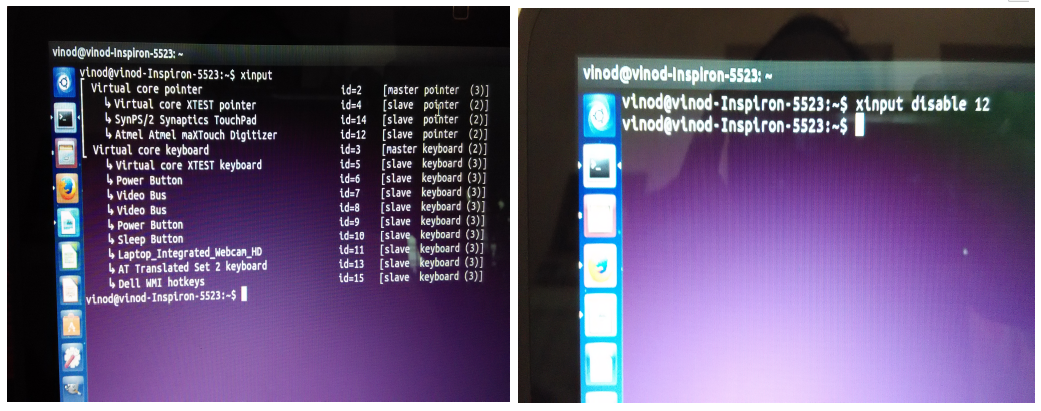 vinod@vinod-Inspiron-5523: ~
vinod@vinod-Inspiron-5523:~$ xinput
Virtual core pointer id=2 [master pointer (3)]
↳ Virtual core XTEST pointer id=4 [slave pointer (2)]
↳ SynPS/2 Synaptics TouchPad id=14 [slave pointer (2)]
↳ Atmel Atmel maXTouch Digitizer id=12 [slave pointer (2)]
Virtual core keyboard id=3 [master keyboard (2)]
↳ Virtual core XTEST keyboard id=5 [slave keyboard (3)]
↳ Power Button id=6 [slave keyboard (3)]
↳ Video Bus id=7 [slave keyboard (3)]
↳ Video Bus id=8 [slave keyboard (3)]
↳ Power Button id=9 [slave keyboard (3)]
↳ Sleep Button id=10 [slave keyboard (3)]
↳ Laptop_Integrated_Webcam_HD id=11 [slave keyboard (3)]
↳ AT Translated Set 2 keyboard id=13 [slave keyboard (3)]
↳ Dell WMI hotkeys id=15 [slave keyboard (3)]
vinod@vinod-Inspiron-5523:~$
vinod@vinod-Inspiron-5523: ~
vinod@vinod-Inspiron-5523:~$ xinput disable 12
vinod@vinod-Inspiron-5523:~$